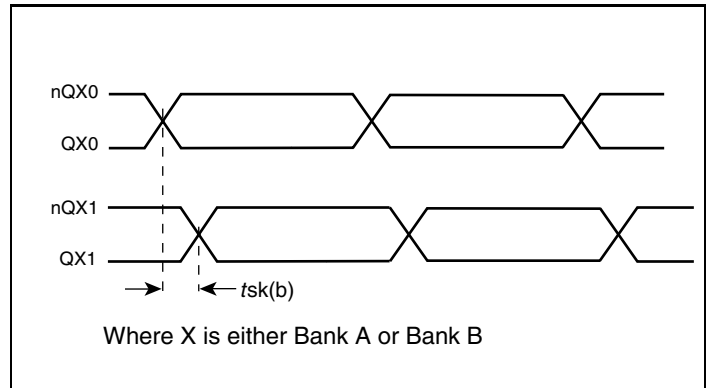 nQX0
QX0
nQX1
QX1
tsk(b)
Where X is either Bank A or Bank B